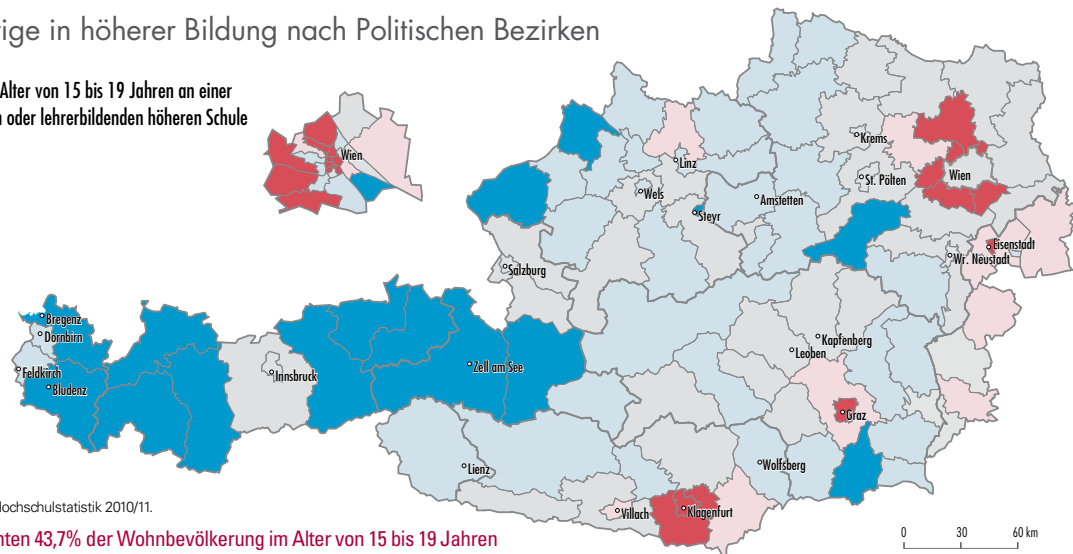 ige in höherer Bildung nach Politischen Bezirken
Alter von 15 bis 19 Jahren an einer
oder lehrerbildenden höheren Schule
Wien
Krems
Linz
St. Pölten
Wien
Wels
Amstetten
Steyr
Eisenstadt
Wr. Neustadt
Salzburg
Bregenz
Dornbirn
Kapfenberg
Leoben
Feldkirch
Innsbruck
Zell am See
Bludenz
Graz
Lienz
Wolfsberg
Villach
Klagenfurt
ochschulstatistik 2010/11.
ten 43,7% der Wohnbevölkerung im Alter von 15 bis 19 Jahren
0 30 60 km